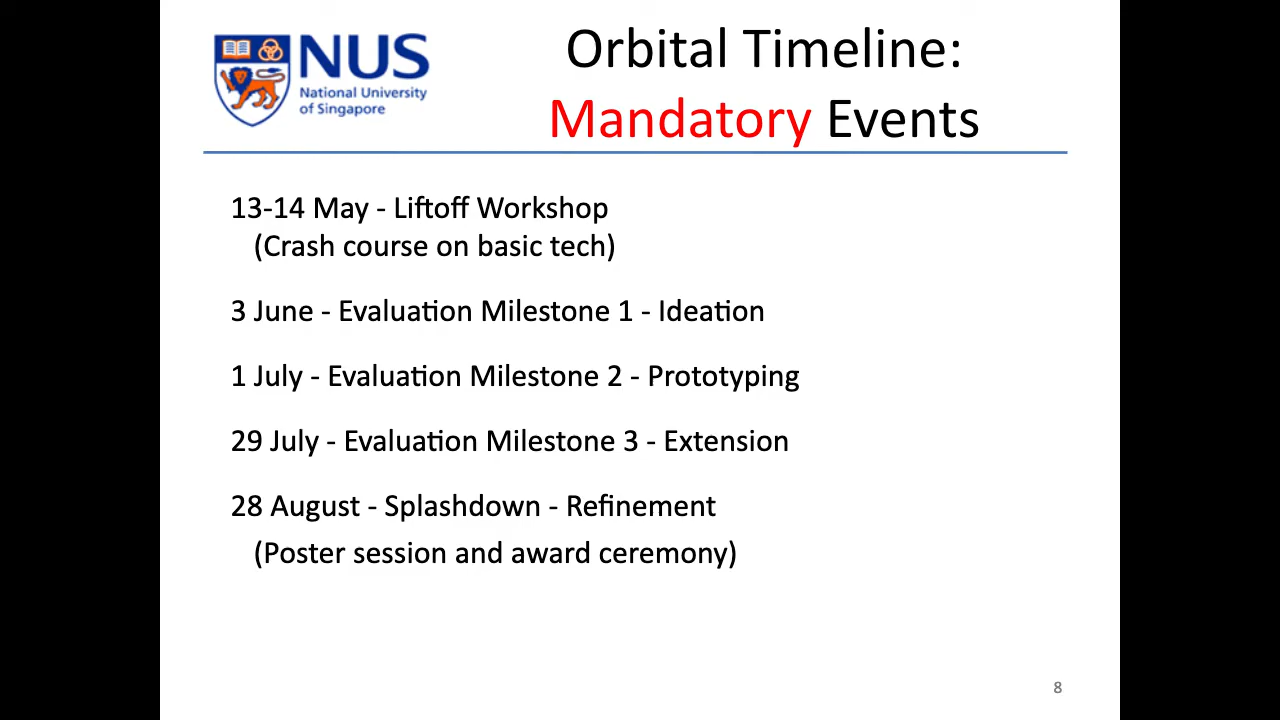 NUS
National University
of Singapore
Orbital Timeline:
Mandatory Events
13-14 May - Liftoff Workshop
(Crash course on basic tech)
3 June - Evaluation Milestone 1 - Ideation
1 July - Evaluation Milestone 2 - Prototyping
29 July - Evaluation Milestone 3 - Extension
28 August - Splashdown - Refinement
(Poster session and award ceremony)
8